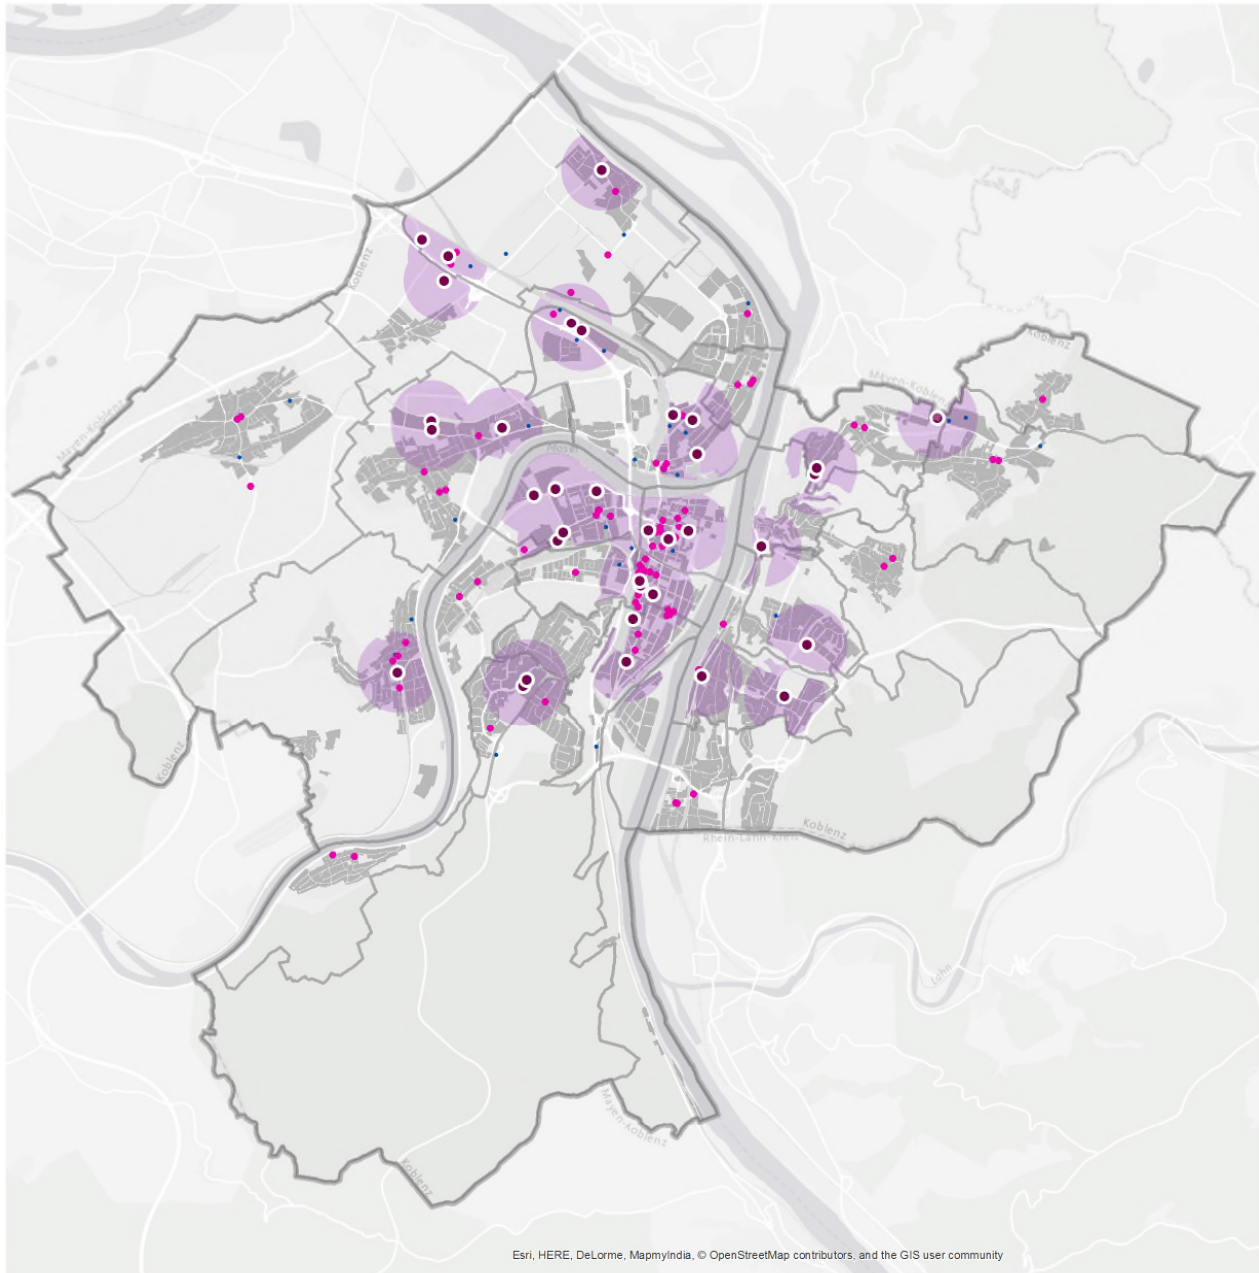 Koblenz
Koblenz
Mayen-Koblenz
Mayen-Koblenz
Mosel
Koblenz
Koblenz
Rhein-Lahn-Kreis
Lahn
Mayen-Koblenz
Koblenz
Esri, HERE, DeLorme, MapmyIndia, © OpenStreetMap contributors, and the GIS user community